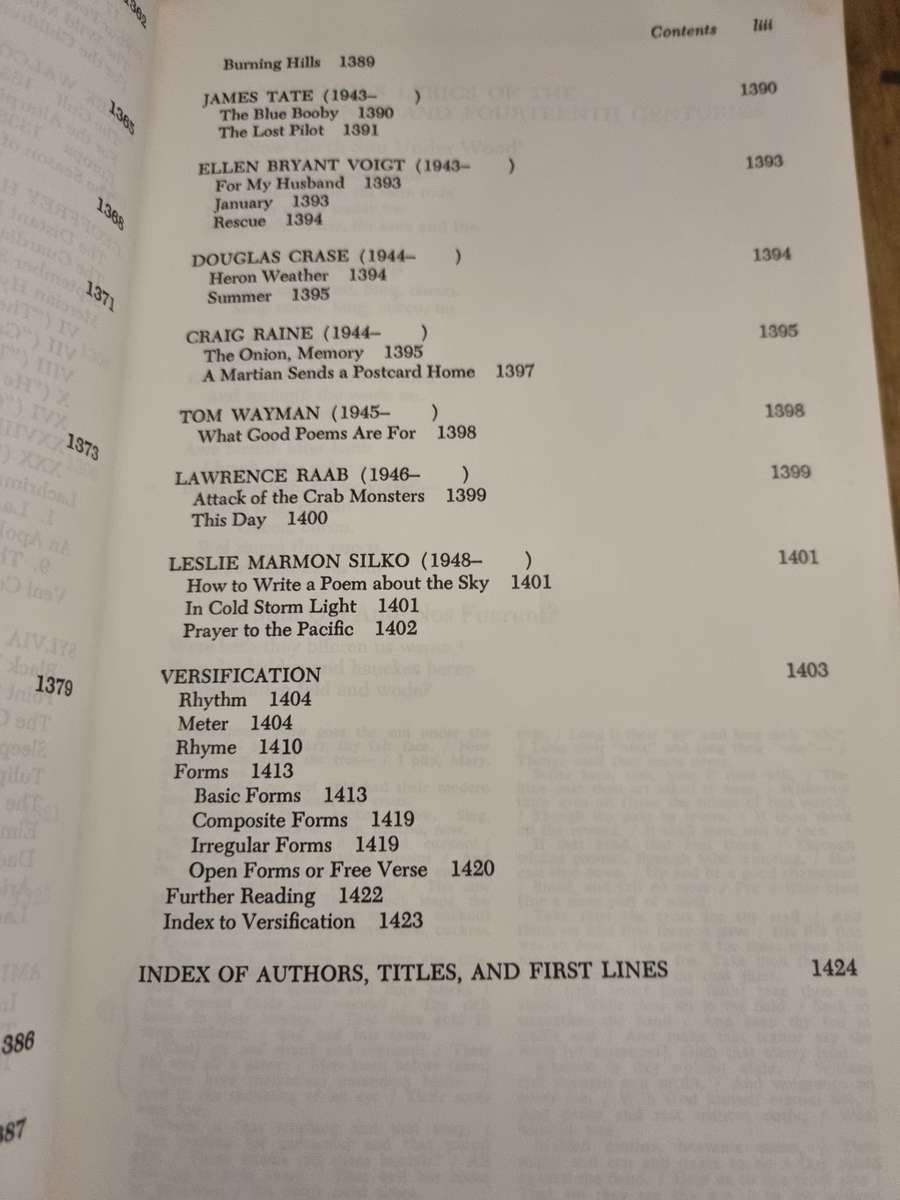 Contents liii
Burning Hills 1389
JAMES TATE (1943– ) 1390
The Blue Booby 1390
The Lost Pilot 1391
ELLEN BRYANT VOIGT (1943– ) 1393
For My Husband 1393
January 1393
Rescue 1394
DOUGLAS CRASE (1944– ) 1394
Heron Weather 1394
Summer 1395
CRAIG RAINE (1944– ) 1395
The Onion, Memory 1395
A Martian Sends a Postcard Home 1397
TOM WAYMAN (1945– ) 1398
What Good Poems Are For 1398
LAWRENCE RAAB (1946– ) 1399
Attack of the Crab Monsters 1399
This Day 1400
LESLIE MARMON SILKO (1948– ) 1401
How to Write a Poem about the Sky 1401
In Cold Storm Light 1401
Prayer to the Pacific 1402
VERSIFICATION 1403
Rhythm 1404
Meter 1404
Rhyme 1410
Forms 1413
Basic Forms 1413
Composite Forms 1419
Irregular Forms 1419
Open Forms or Free Verse 1420
Further Reading 1422
Index to Versification 1423
INDEX OF AUTHORS, TITLES, AND FIRST LINES 1424
1365
1368
1371
1373
1379
386
387